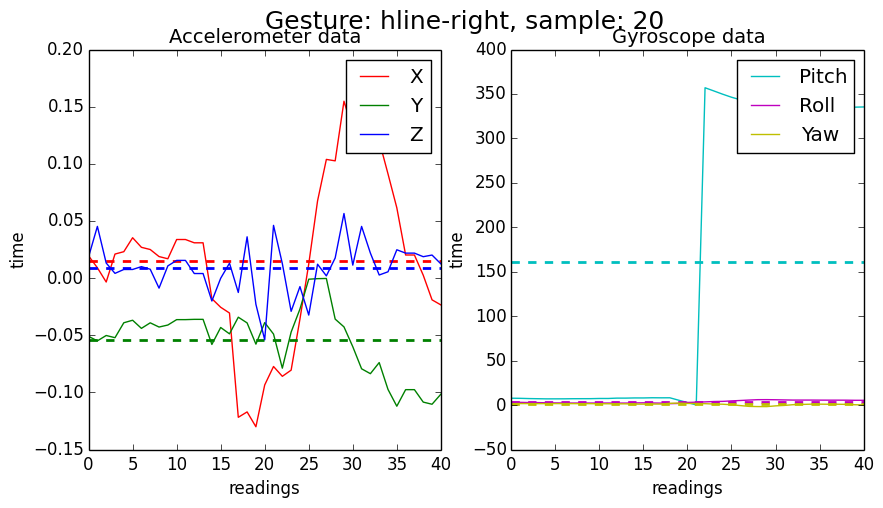 Gesture: hline-right, sample: 20
Accelerometer data
0.20
0.15
0.10
0.05
0.00
−0.05
−0.10
−0.15
time
0 5 10 15 20 25 30 35 40
readings
X
Y
Z
Gyroscope data
400
350
300
250
200
150
100
50
0
−50
time
0 5 10 15 20 25 30 35 40
readings
Pitch
Roll
Yaw